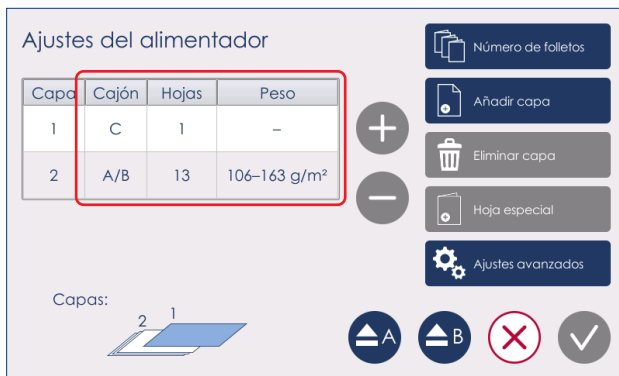 Ajustes del alimentador
Capa Cajón Hojas Peso
1 C 1 –
2 A/B 13 106–163 g/m²
Número de folletos
Añadir capa
Eliminar capa
Hoja especial
Ajustes avanzados
Capas:
2 1
A B